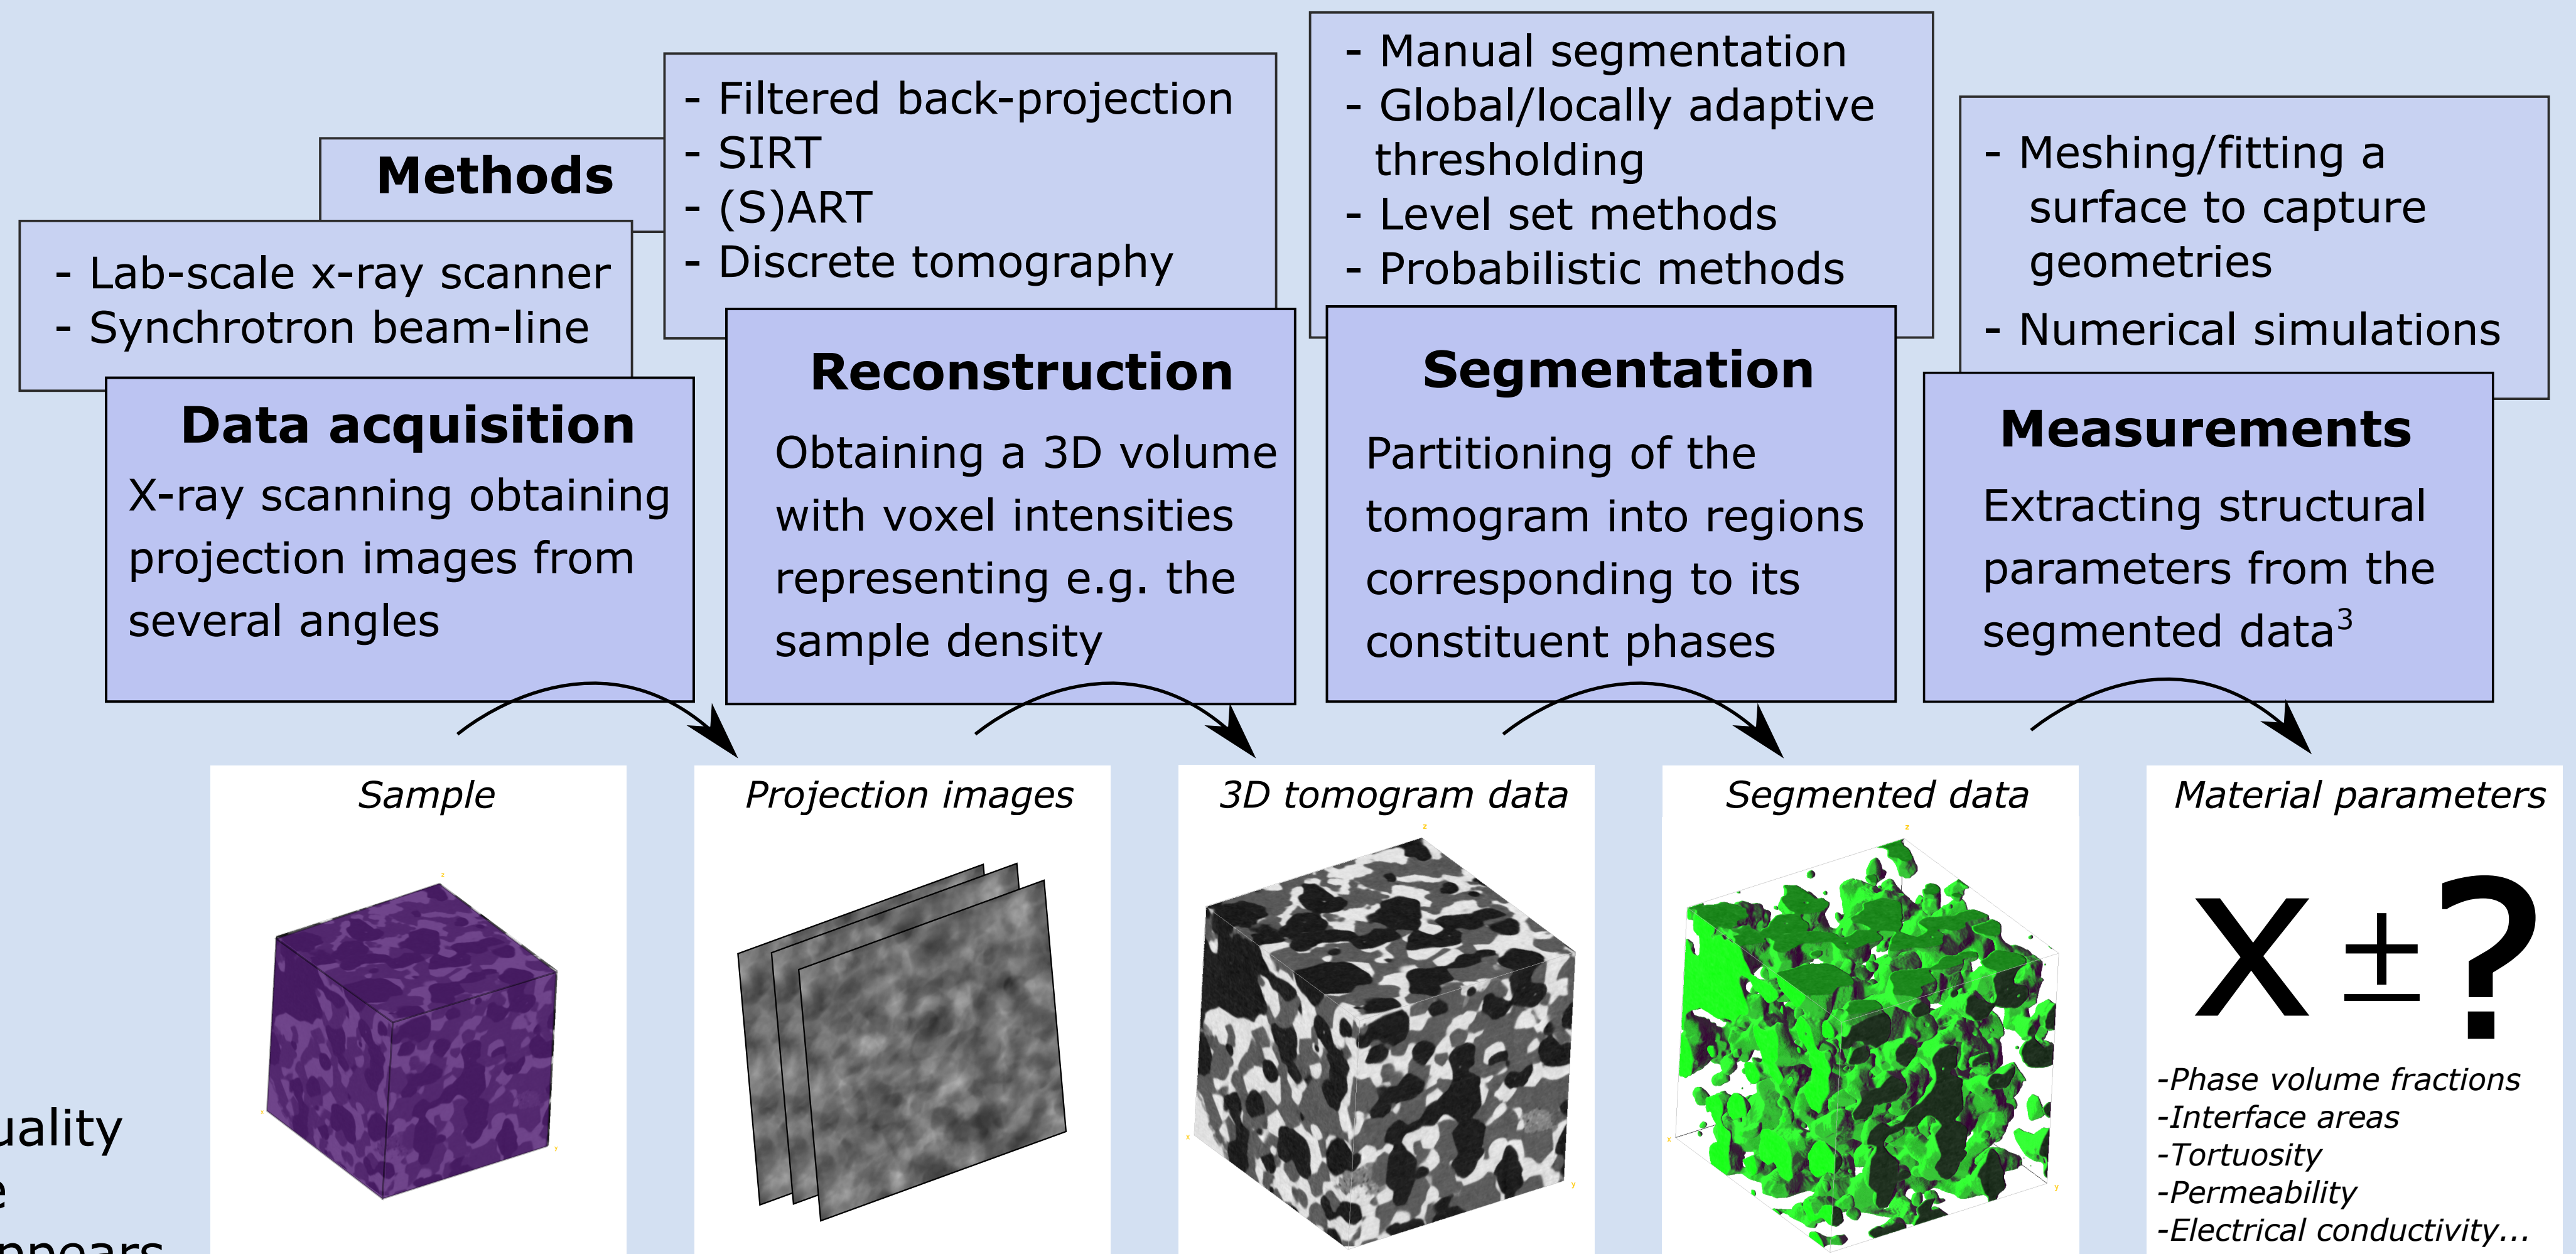 Methods
- Lab-scale x-ray scanner
- Synchrotron beam-line
Data acquisition
X-ray scanning obtaining
projection images from
several angles
- Filtered back-projection
- SIRT
- (S)ART
- Discrete tomography
Reconstruction
Obtaining a 3D volume
with voxel intensities
representing e.g. the
sample density
- Manual segmentation
- Global/locally adaptive
thresholding
- Level set methods
- Probabilistic methods
Segmentation
Partitioning of the
tomogram into regions
corresponding to its
constituent phases
- Meshing/fitting a
surface to capture
geometries
- Numerical simulations
Measurements
Extracting structural
parameters from the
segmented data³
Sample
Projection images
3D tomogram data
Segmented data
Material parameters
x ± ?
-Phase volume fractions
-Interface areas
-Tortuosity
-Permeability
-Electrical conductivity...